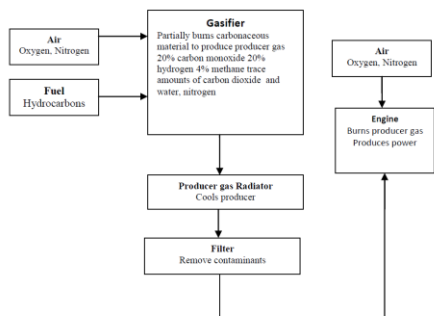 Gasifier
Partially burns carbonaceous
material to produce producer gas
20% carbon monoxide 20%
hydrogen 4% methane trace
amounts of carbon dioxide and
water, nitrogen
Air
Oxygen, Nitrogen
Fuel
Hydrocarbons
Air
Oxygen, Nitrogen
Engine
Burns producer gas
Produces power
Producer gas Radiator
Cools producer
Filter
Remove contaminants